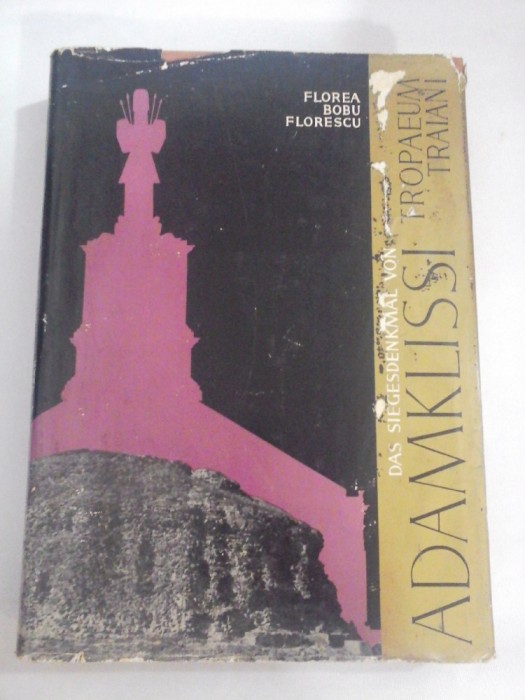 FLOREA
BOBU
FLORESCU
DAS SIEGESDENKMAL VON
ADAMKLISSI
TROPAEUM
TRAIANI